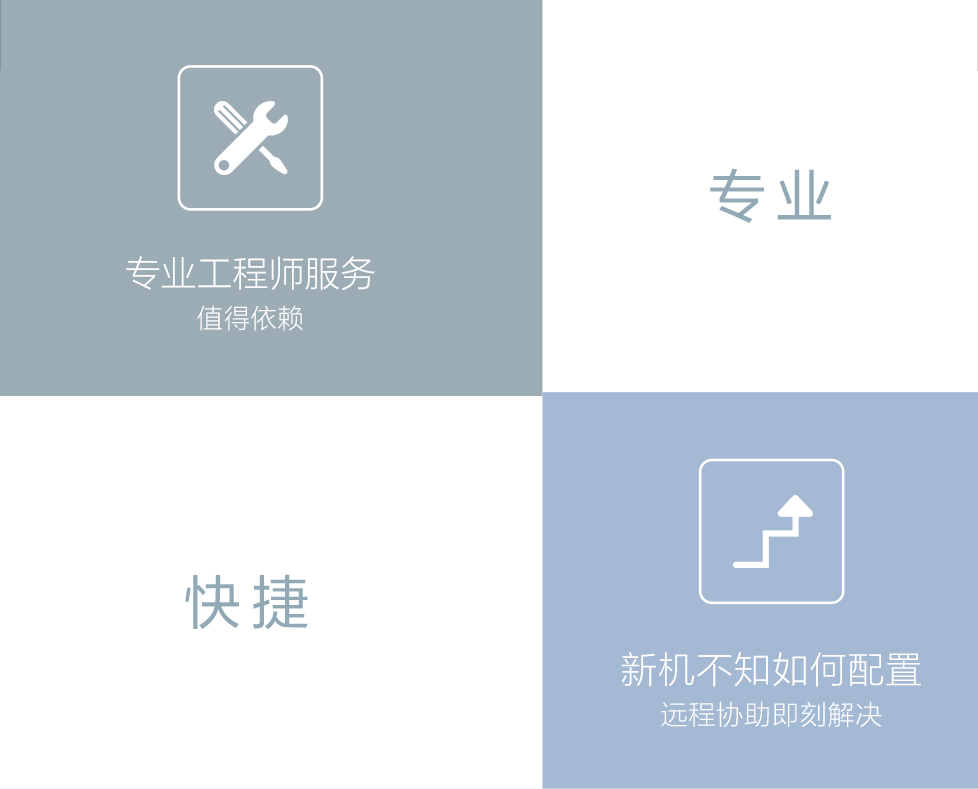 专业工程师服务
值得依赖
专业
快捷
新机不知如何配置
远程协助即刻解决